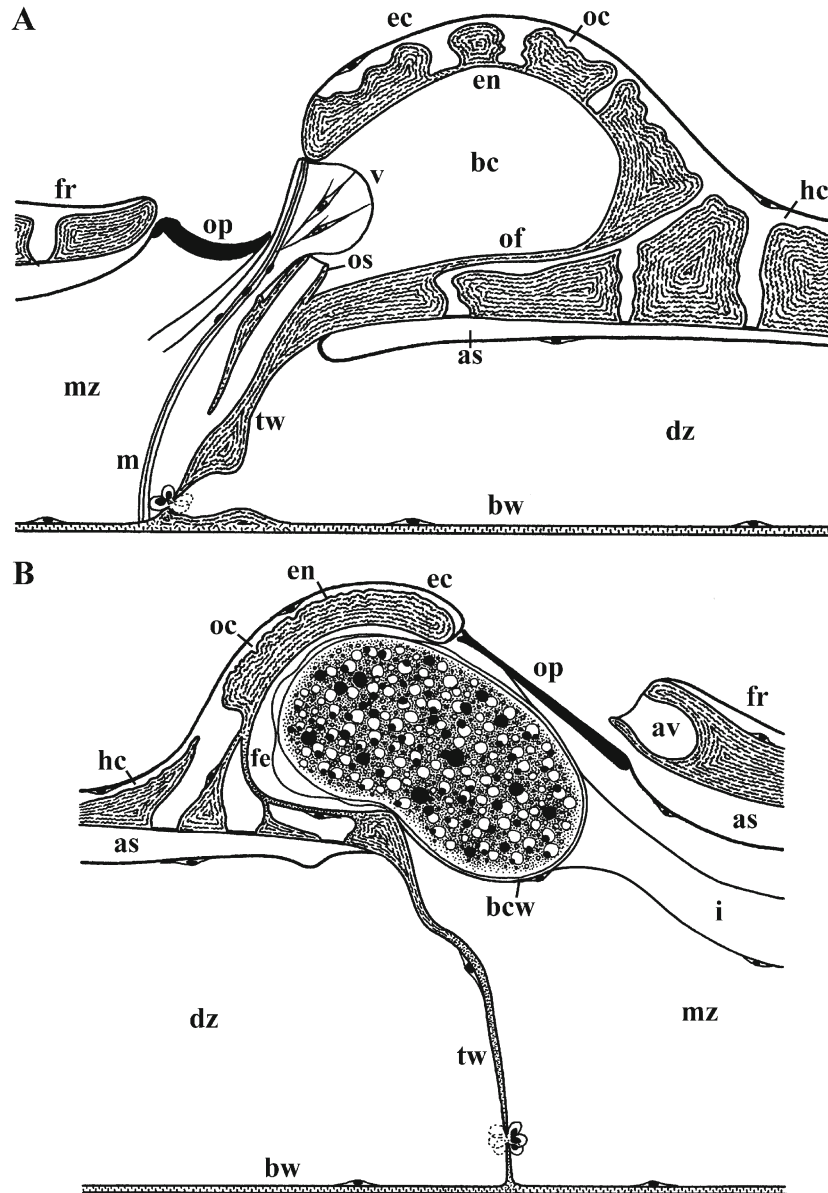 A
ec
oc
en
bc
v
hc
fr
op
of
os
as
mz
tw
dz
m
bw
B
en
ec
oc
op
fr
av
fe
hc
as
as
bcw
i
dz
mz
tw
bw